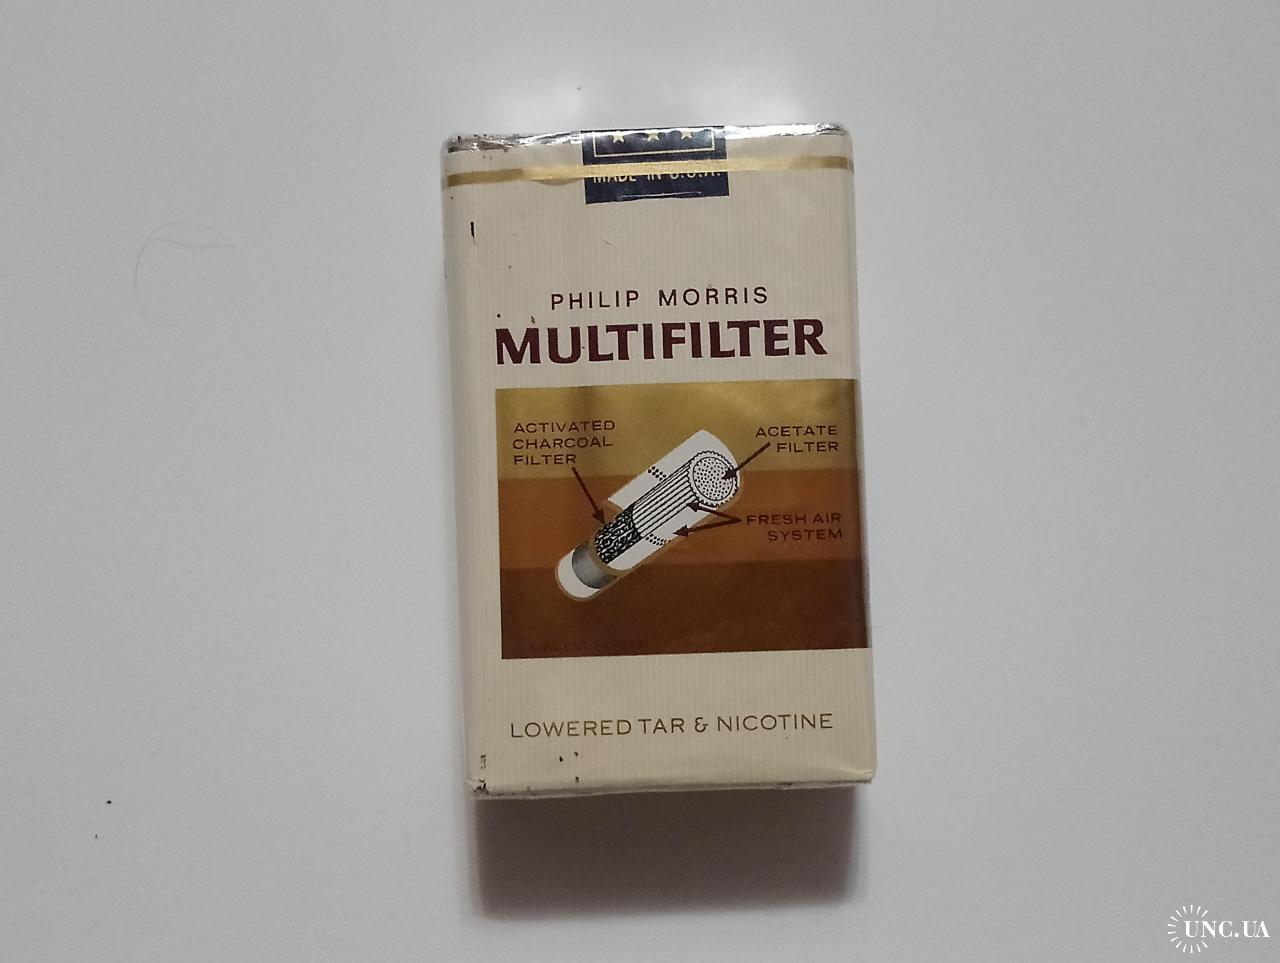 MADE IN U.S.A.
PHILIP MORRIS
MULTIFILTER
ACTIVATED
CHARCOAL
FILTER
ACETATE
FILTER
FRESH AIR
SYSTEM
LOWERED TAR & NICOTINE
UNC.UA